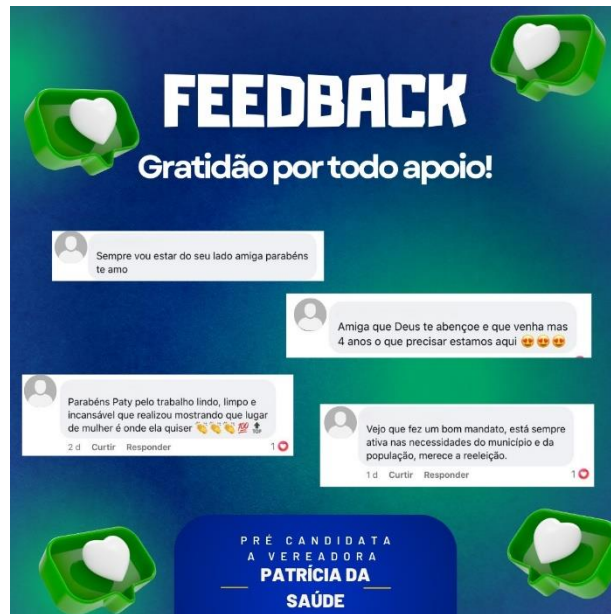 FEEDBACK
Gratidão por todo apoio!
Sempre vou estar do seu lado amiga parabéns
te amo
Amiga que Deus te abençoe e que venha mas
4 anos o que precisar estamos aqui 😍😍😍
Parabéns Paty pelo trabalho lindo, limpo e
incansável que realizou mostrando que lugar
de mulher é onde ela quiser 👏👏👏💯🔝
2 d Curtir Responder 1
Vejo que fez um bom mandato, está sempre
ativa nas necessidades do município e da
população, merece a reeleição.
1 d Curtir Responder 1
PRÉ CANDIDATA
A VEREADORA
PATRÍCIA DA
SAÚDE